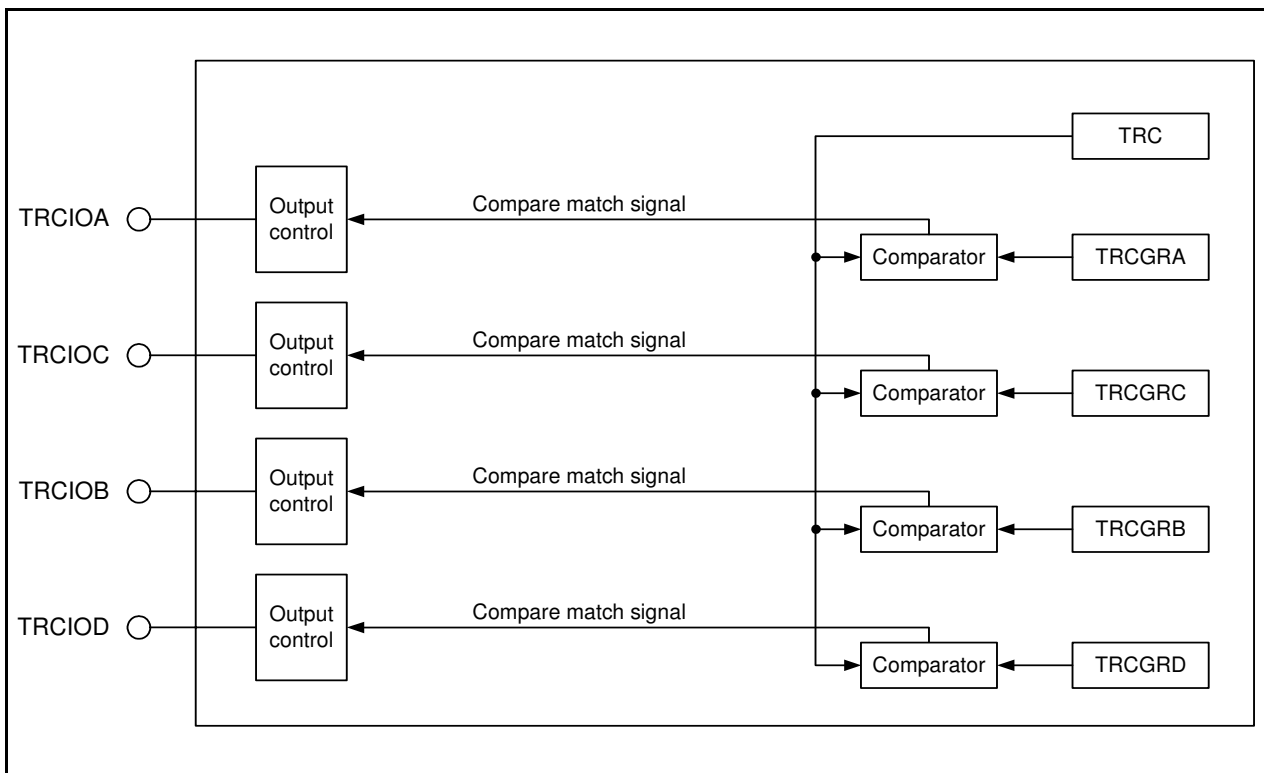 TRC
TRCIOA
Output
control
Compare match signal
Comparator
TRCGRA
TRCIOC
Output
control
Compare match signal
Comparator
TRCGRC
TRCIOB
Output
control
Compare match signal
Comparator
TRCGRB
TRCIOD
Output
control
Compare match signal
Comparator
TRCGRD